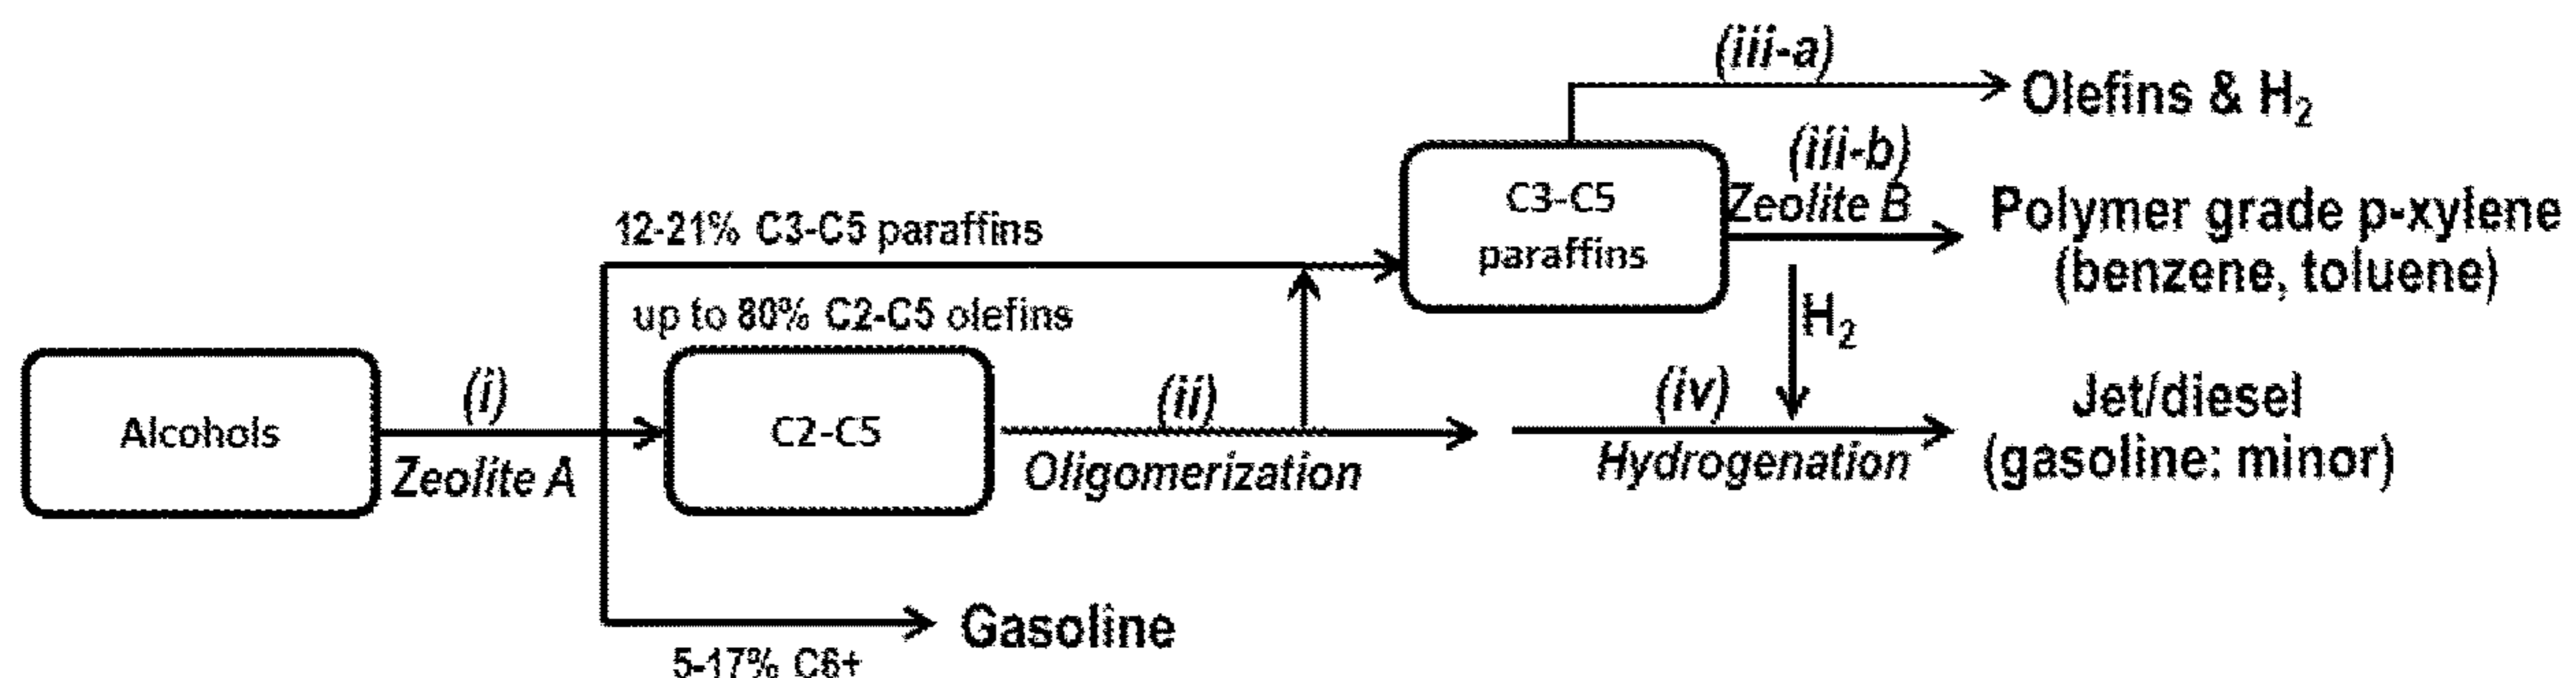 (iii-a)
Olefins & H₂
(iii-b)
Zeolite B
C3-C5
paraffins
Polymer grade p-xylene
(benzene, toluene)
12-21% C3-C5 paraffins
up to 80% C2-C5 olefins
H₂
Alcohols
(i)
Zeolite A
C2-C5
(ii)
Oligomerization
(iv)
Hydrogenation
Jet/diesel
(gasoline: minor)
Gasoline
5-17% C6+